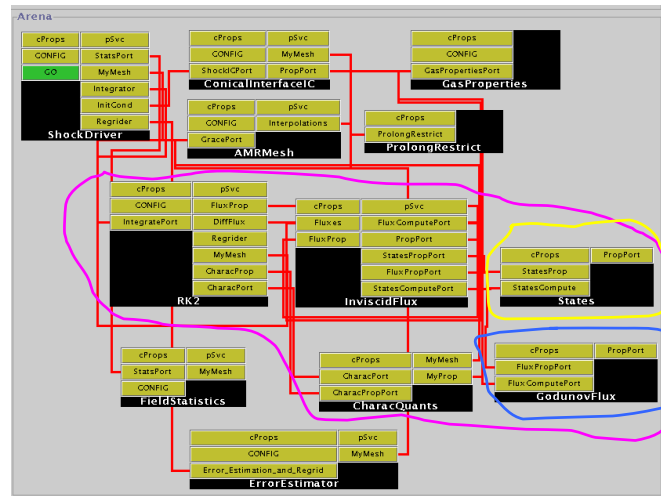 Arena
cProps pSvc
CONFIG StatsPort
GO MyMesh
Integrator
InitGond
Regrider
ShockDriver
cProps pSvc
CONFIG MyMesh
ShockICPort PropPort
ConicalInterfaceIC
cProps
CONFIG
GasPropertiesPort
GasProperties
cProps pSvc
CONFIG Interpolations
GracePort
AMRMesh
cProps
ProlongRestrict
ProlongRestrict
cProps pSvc
CONFIG FluxProp
IntegratePort DiffFlux
Regrider
MyMesh
CharacProp
CharacPort
RK2
cProps pSvc
Fluxes FluxComputePort
FluxProp PropPort
StatesPropPort
FluxPropPort
StatesComputePort
InviscidFlux
cProps PropPort
StatesProp
StatesCompute
States
cProps pSvc
StatsPort MyMesh
CONFIG
FieldStatistics
cProps MyMesh
CharacPort MyProp
CharacPropPort
CharacQuants
cProps PropPort
FluxPropPort
FluxComputePort
GodunovFlux
cProps pSvc
CONFIG MyMesh
Error_Estimation_and_Regrid
ErrorEstimator